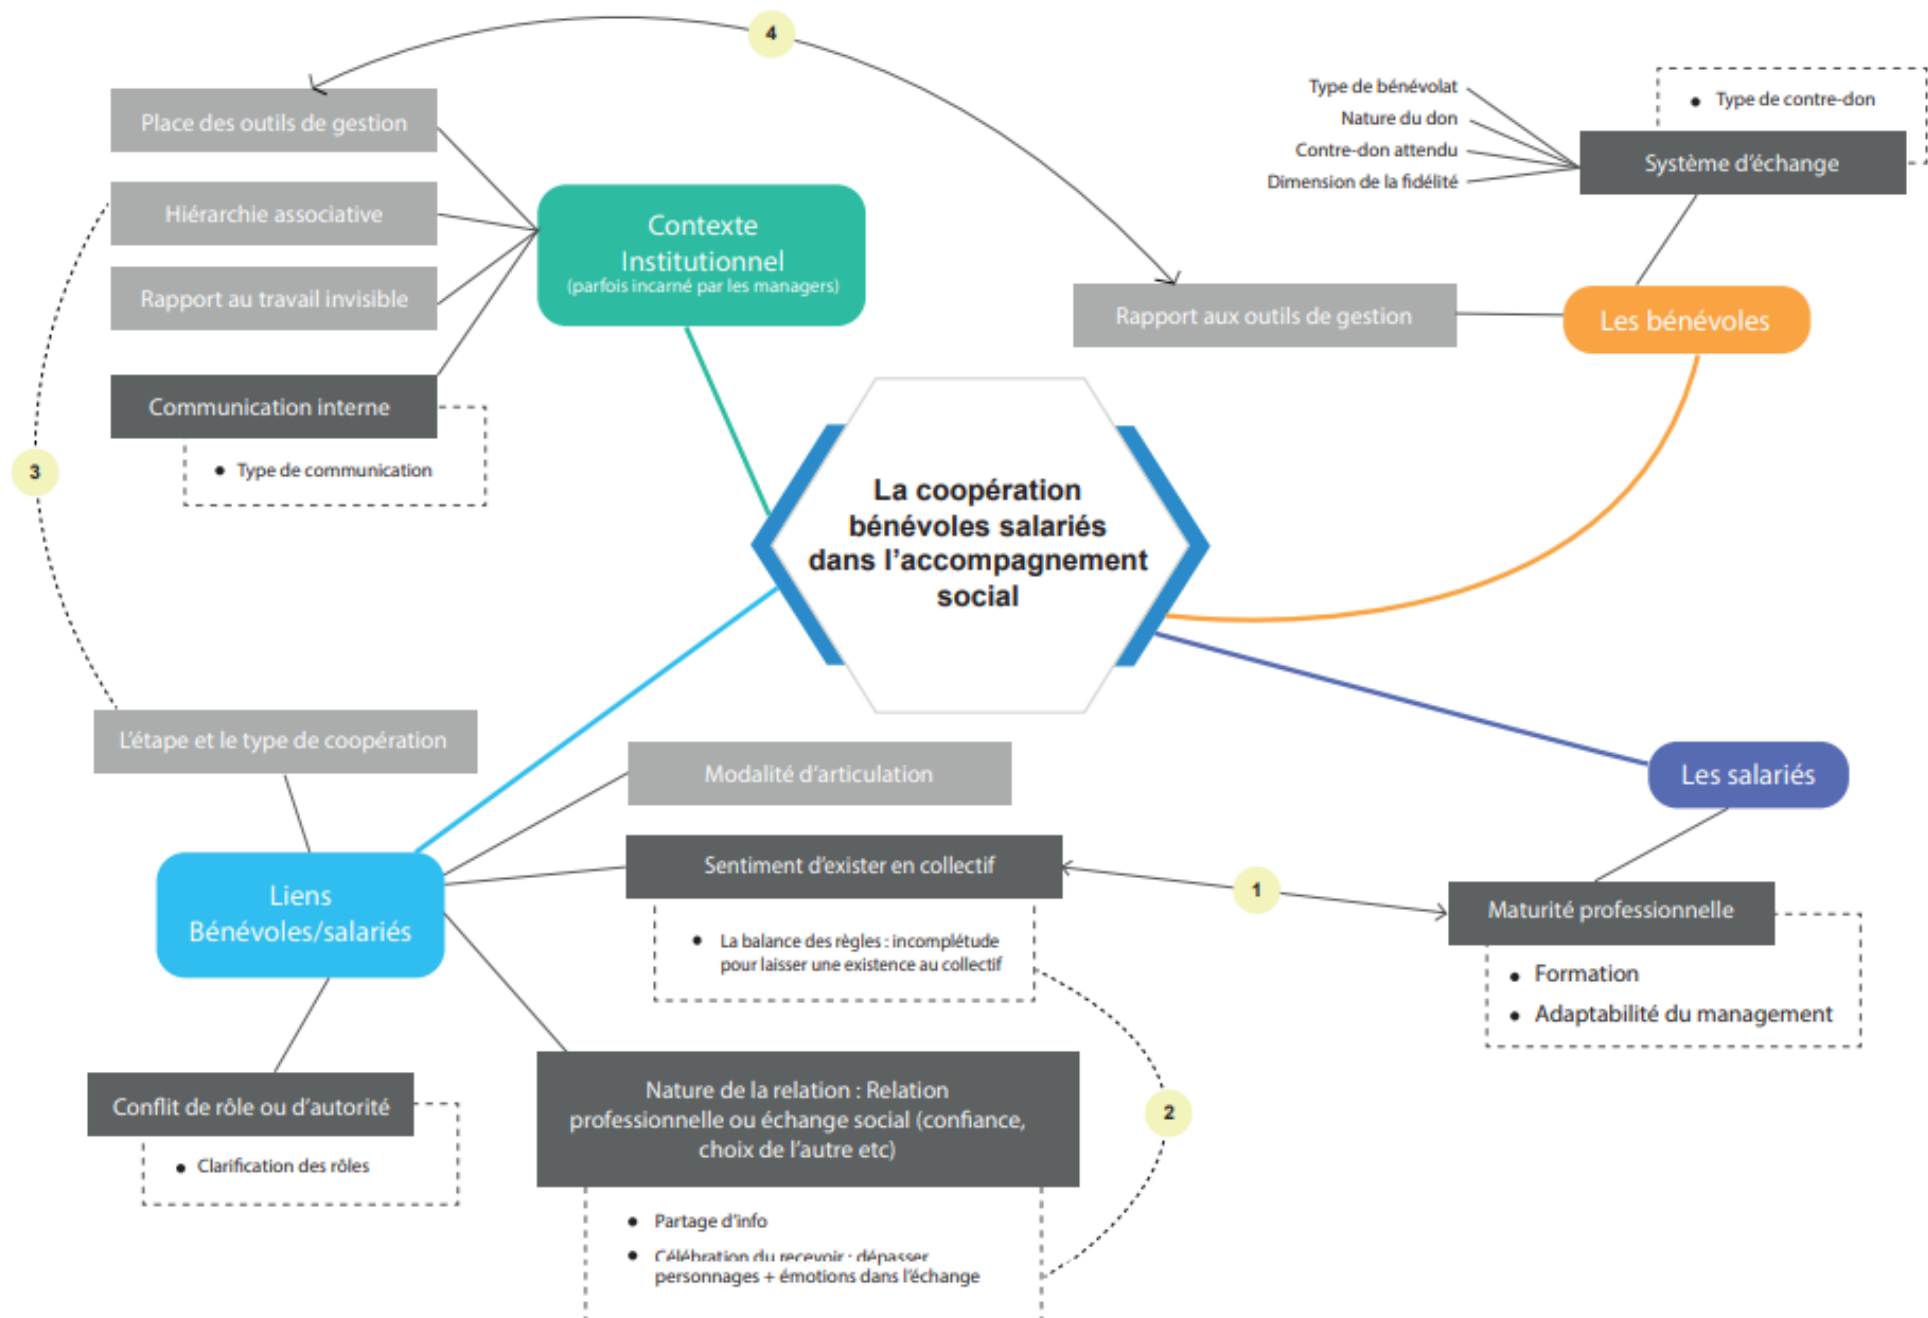 4
Place des outils de gestion
Hiérarchie associative
Rapport au travail invisible
Communication interne
● Type de communication
Contexte
Institutionnel
(parfois incarné par les managers)
Type de bénévolat
Nature du don
Contre-don attendu
Dimension de la fidélité
● Type de contre-don
Système d'échange
Rapport aux outils de gestion
Les bénévoles
3
La coopération
bénévoles salariés
dans l'accompagnement
social
L'étape et le type de coopération
Modalité d'articulation
Les salariés
Sentiment d'exister en collectif
● La balance des règles : incomplétude
pour laisser une existence au collectif
1
Maturité professionnelle
● Formation
● Adaptabilité du management
Liens
Bénévoles/salariés
Conflit de rôle ou d'autorité
● Clarification des rôles
Nature de la relation : Relation
professionnelle ou échange social (confiance,
choix de l'autre etc)
2
● Partage d'info
● Célébration du recevoir : dépasser
personnages + émotions dans l'échange